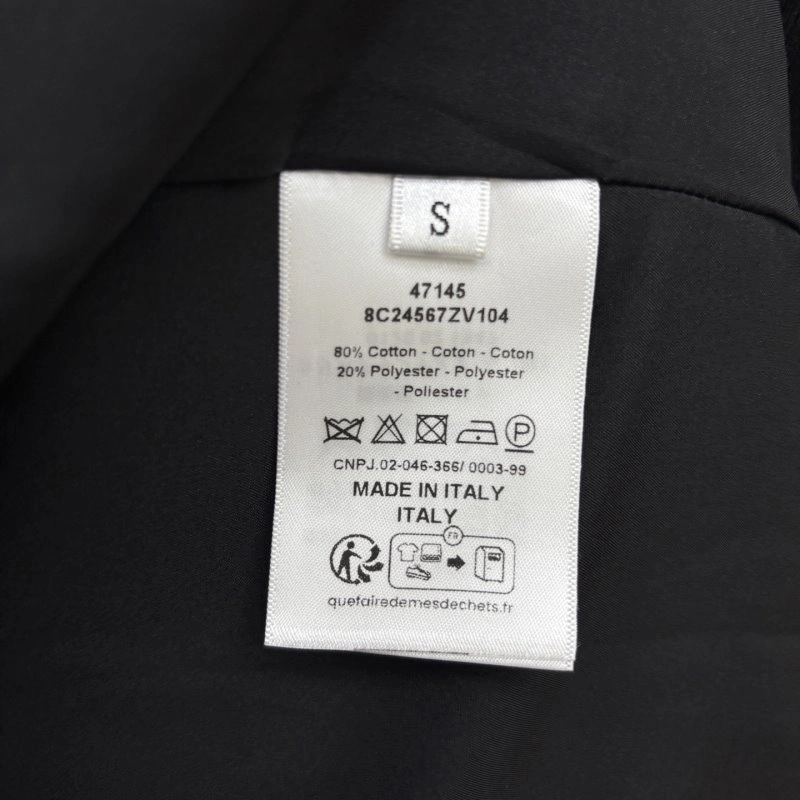 S
47145
8C24567ZV104
80% Cotton - Coton - Coton
20% Polyester - Polyester
- Poliester
P
CNPJ.02-046-366/ 0003-99
MADE IN ITALY
ITALY
FR
quefairedemesdechets.fr